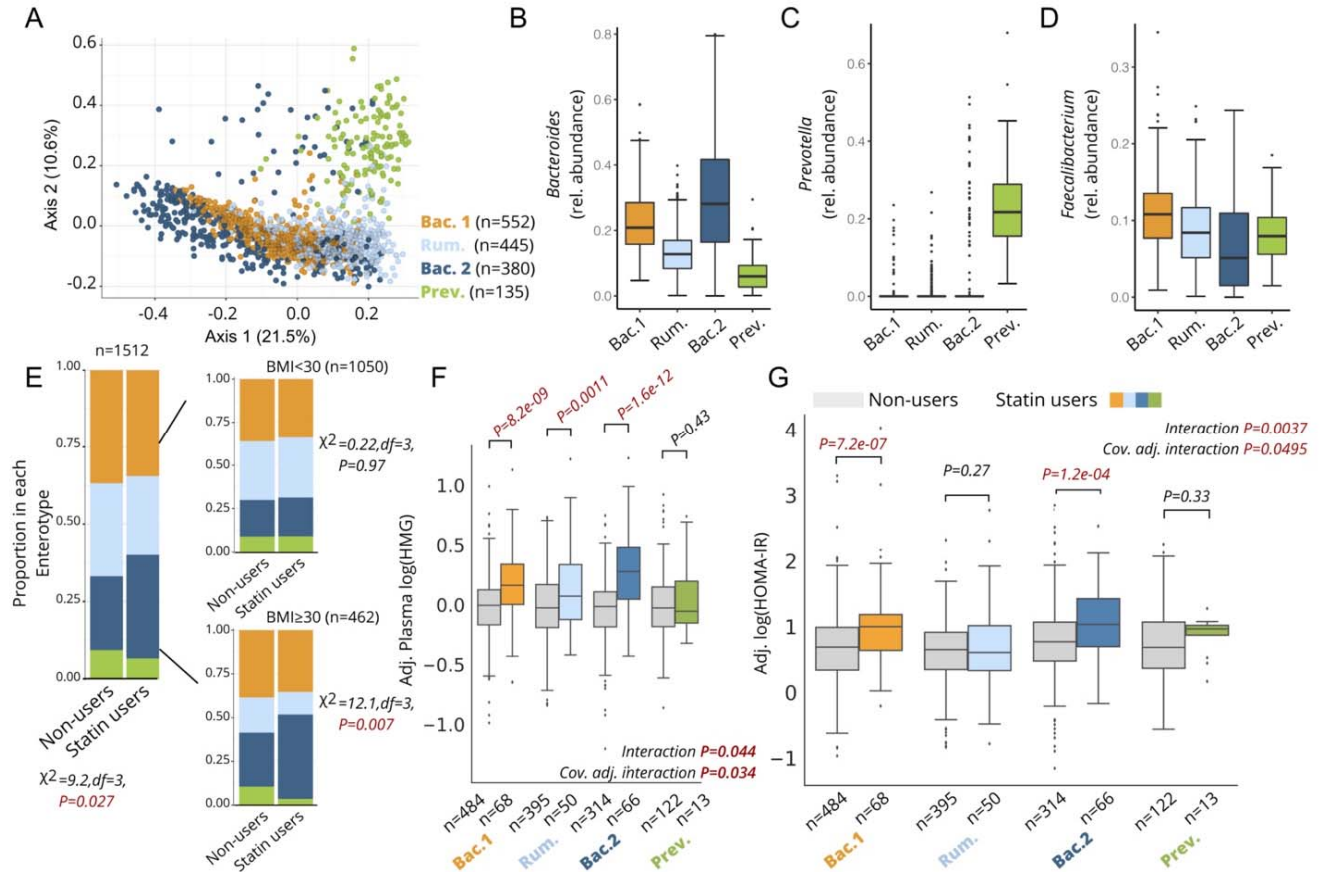 A
0.6
0.4
0.2
0.0
-0.2
Axis 2 (10.6%)
-0.4
-0.2
0.0
0.2
Axis 1 (21.5%)
Bac. 1 (n=552)
Rum. (n=445)
Bac. 2 (n=380)
Prev. (n=135)
B
0.8
0.6
0.4
0.2
0.0
Bacteroides
(rel. abundance)
Bac.1
Rum.
Bac.2
Prev.
C
0.6
0.4
0.2
0.0
Prevotella
(rel. abundance)
Bac.1
Rum.
Bac.2
Prev.
D
0.3
0.2
0.1
0.0
Faecalibacterium
(rel. abundance)
Bac.1
Rum.
Bac.2
Prev.
E
n=1512
1.00
0.75
0.50
0.25
0.00
Proportion in each
Enterotype
Non-users
Statin users
χ2=9.2,df=3,
P=0.027
BMI<30 (n=1050)
1.00
0.75
0.50
0.25
0.00
Non-users
Statin users
χ2=0.22,df=3,
P=0.97
BMI≥30 (n=462)
1.00
0.75
0.50
0.25
0.00
Non-users
Statin users
χ2=12.1,df=3,
P=0.007
F
P=8.2e-09
P=0.0011
P=1.6e-12
P=0.43
1.0
0.5
0.0
−0.5
−1.0
Adj. Plasma log(HMG)
Interaction P=0.044
Cov. adj. interaction P=0.034
n=484
n=68
n=395
n=50
n=314
n=66
n=122
n=13
Bac.1
Rum.
Bac.2
Prev.
G
Non-users
Statin users
Interaction P=0.0037
Cov. adj. interaction P=0.0495
P=7.2e-07
P=0.27
P=1.2e-04
P=0.33
4
3
2
1
0
−1
Adj. log(HOMA-IR)
n=484
n=68
n=395
n=50
n=314
n=66
n=122
n=13
Bac.1
Rum.
Bac.2
Prev.